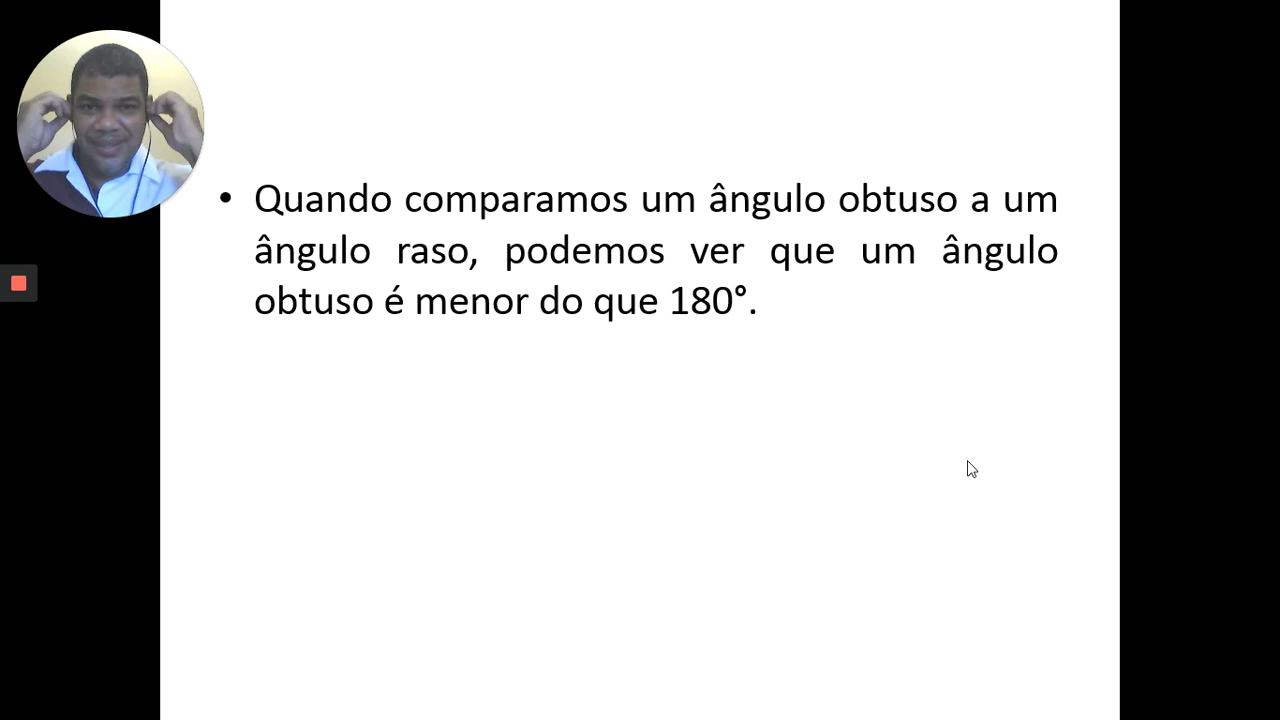 • Quando comparamos um ângulo obtuso a um
ângulo raso, podemos ver que um ângulo
obtuso é menor do que 180°.